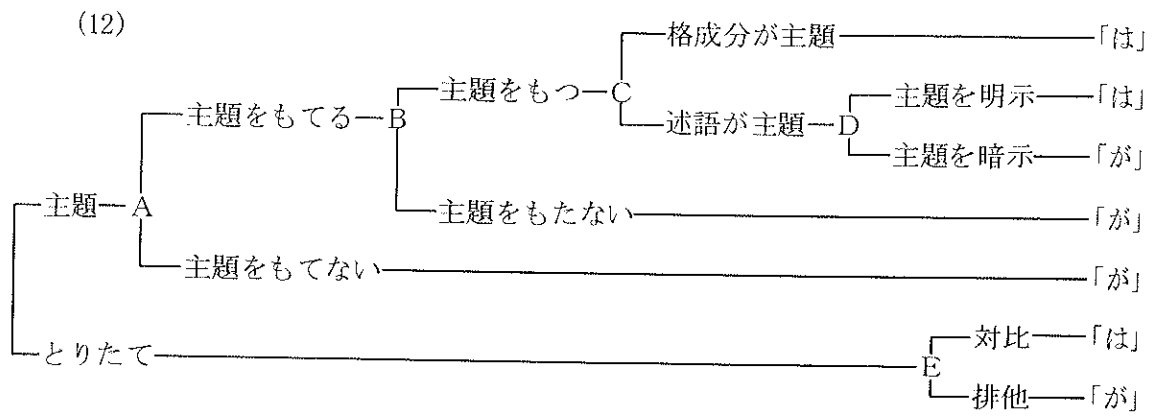 (12)
格成分が主題 「は」
主題をもつ C
主題を明示 「は」
主題をもてる B
述語が主題 D
主題を暗示 「が」
主題 A
主題をもたない 「が」
主題をもてない 「が」
対比 「は」
とりたて E
排他 「が」